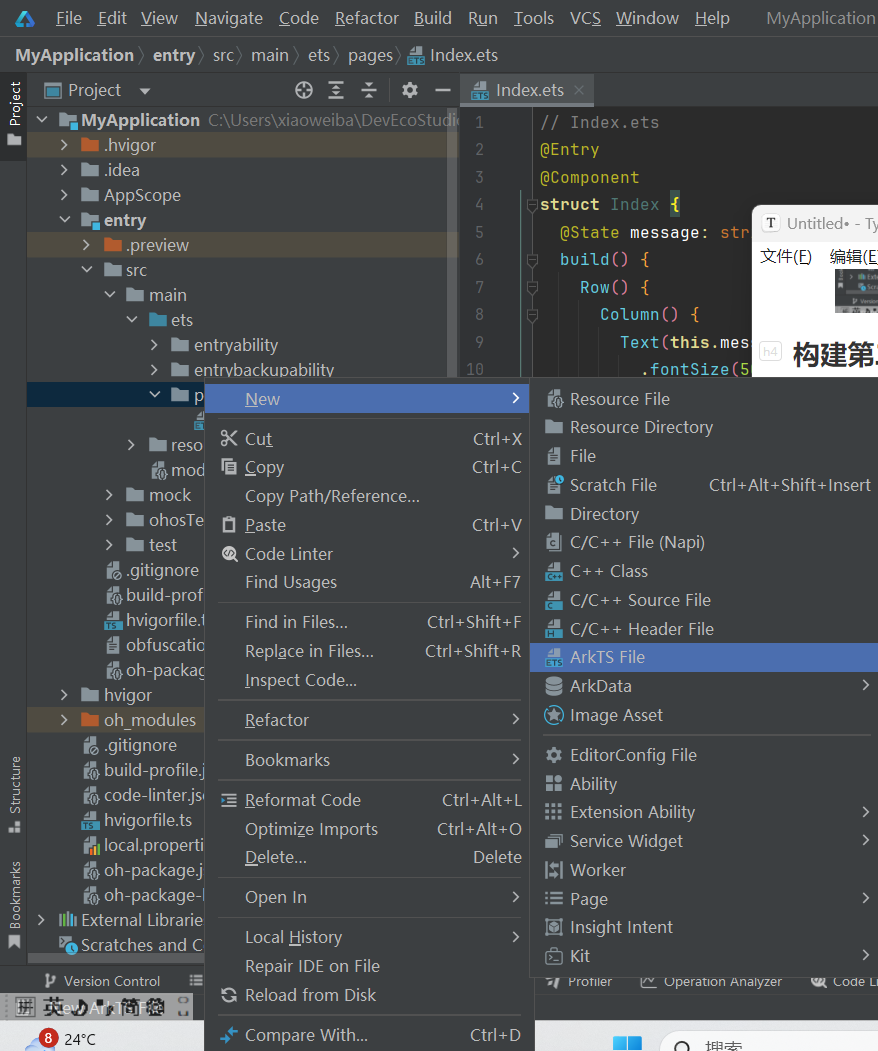 File Edit View Navigate Code Refactor Build Run Tools VCS Window Help MyApplication
MyApplication entry src main ets pages Index.ets
Project
Project
Index.ets
MyApplication C:\Users\xiaoweiba\DevEcoStudi
.hvigor
.idea
AppScope
entry
.preview
src
main
ets
entryability
entrybackupability
p
reso
mod
mock
ohosTe
test
.gitignore
build-prof
hvigorfile.t
obfuscatio
oh-packag
hvigor
oh_modules
.gitignore
build-profile.j
code-linter.js
hvigorfile.ts
local.properti
oh-package.j
oh-package-
External Librarie
Scratches and C
Structure
Bookmarks
1 // Index.ets
2 @Entry
3 @Component
4 struct Index {
5 @State message: str
6 build() {
7 Row() {
8 Column() {
9 Text(this.mess
10 .fontSize(5
Untitled• - Ty
文件(F) 编辑(E
h4 构建第
New
Cut Ctrl+X
Copy Ctrl+C
Copy Path/Reference...
Paste Ctrl+V
Code Linter
Find Usages Alt+F7
Find in Files... Ctrl+Shift+F
Replace in Files... Ctrl+Shift+R
Inspect Code...
Refactor
Bookmarks
Reformat Code Ctrl+Alt+L
Optimize Imports Ctrl+Alt+O
Delete... Delete
Open In
Local History
Repair IDE on File
Reload from Disk
Compare With... Ctrl+D
Resource File
Resource Directory
File
Scratch File Ctrl+Alt+Shift+Insert
Directory
C/C++ File (Napi)
C++ Class
C/C++ Source File
C/C++ Header File
ArkTS File
ArkData
Image Asset
EditorConfig File
Ability
Extension Ability
Service Widget
Worker
Page
Insight Intent
Kit
Version Control
Profiler Operation Analyzer Code Li
拼 英 简
8 24°C
搜索